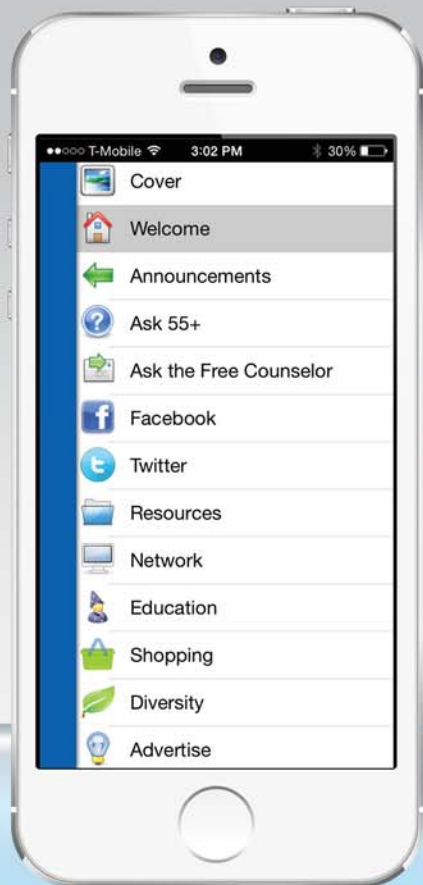 T-Mobile 3:02 PM 30%
Cover
Welcome
Announcements
? Ask 55+
Ask the Free Counselor
f Facebook
t Twitter
Resources
Network
Education
Shopping
Diversity
Advertise